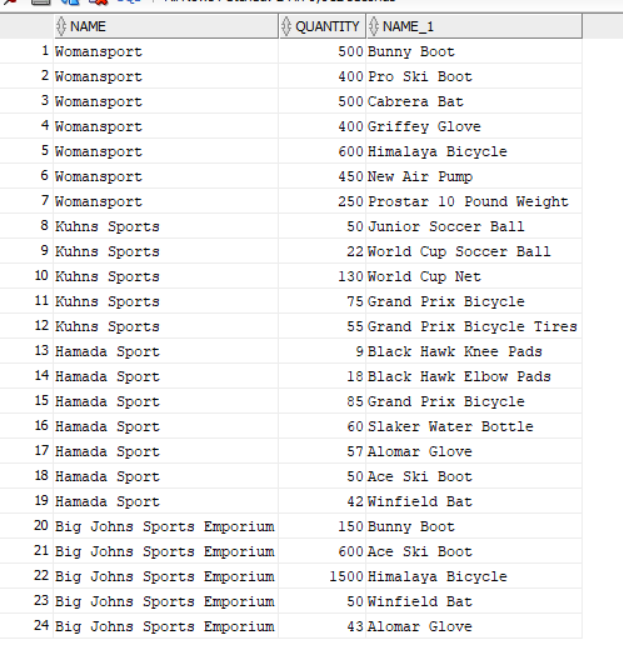 NAME QUANTITY NAME_1
1 Womansport 500 Bunny Boot
2 Womansport 400 Pro Ski Boot
3 Womansport 500 Cabrera Bat
4 Womansport 400 Griffey Glove
5 Womansport 600 Himalaya Bicycle
6 Womansport 450 New Air Pump
7 Womansport 250 Prostar 10 Pound Weight
8 Kuhns Sports 50 Junior Soccer Ball
9 Kuhns Sports 22 World Cup Soccer Ball
10 Kuhns Sports 130 World Cup Net
11 Kuhns Sports 75 Grand Prix Bicycle
12 Kuhns Sports 55 Grand Prix Bicycle Tires
13 Hamada Sport 9 Black Hawk Knee Pads
14 Hamada Sport 18 Black Hawk Elbow Pads
15 Hamada Sport 85 Grand Prix Bicycle
16 Hamada Sport 60 Slaker Water Bottle
17 Hamada Sport 57 Alomar Glove
18 Hamada Sport 50 Ace Ski Boot
19 Hamada Sport 42 Winfield Bat
20 Big Johns Sports Emporium 150 Bunny Boot
21 Big Johns Sports Emporium 600 Ace Ski Boot
22 Big Johns Sports Emporium 1500 Himalaya Bicycle
23 Big Johns Sports Emporium 50 Winfield Bat
24 Big Johns Sports Emporium 43 Alomar Glove